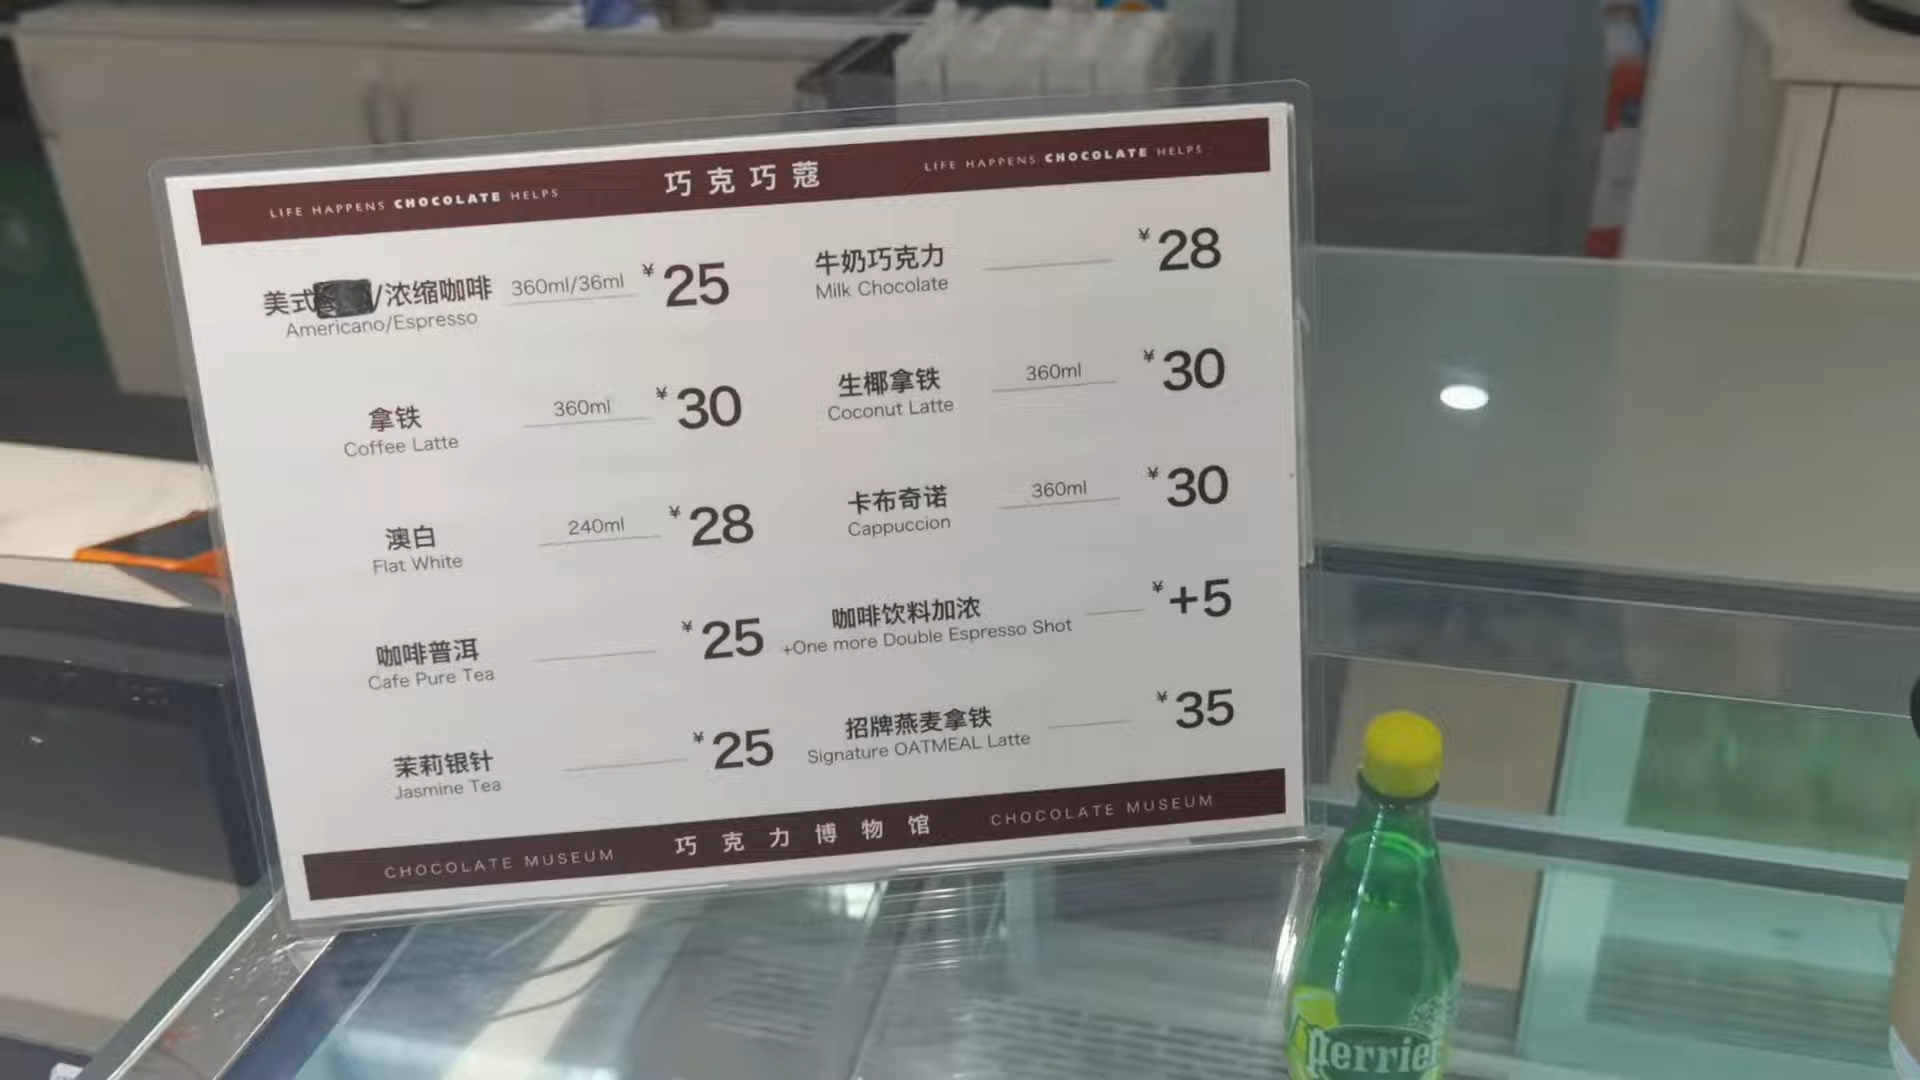 LIFE HAPPENS CHOCOLATE HELPS 巧克巧蔻 LIFE HAPPENS CHOCOLATE HELPS
美式 /浓缩咖啡 360ml/36ml ¥25
Americano/Espresso
拿铁 360ml ¥30
Coffee Latte
澳白 240ml ¥28
Flat White
咖啡普洱 ¥25
Cafe Pure Tea
茉莉银针 ¥25
Jasmine Tea
牛奶巧克力 ¥28
Milk Chocolate
生椰拿铁 360ml ¥30
Coconut Latte
卡布奇诺 360ml ¥30
Cappuccion
咖啡饮料加浓 ¥+5
+One more Double Espresso Shot
招牌燕麦拿铁 ¥35
Signature OATMEAL Latte
CHOCOLATE MUSEUM 巧克力博物馆 CHOCOLATE MUSEUM
perrier